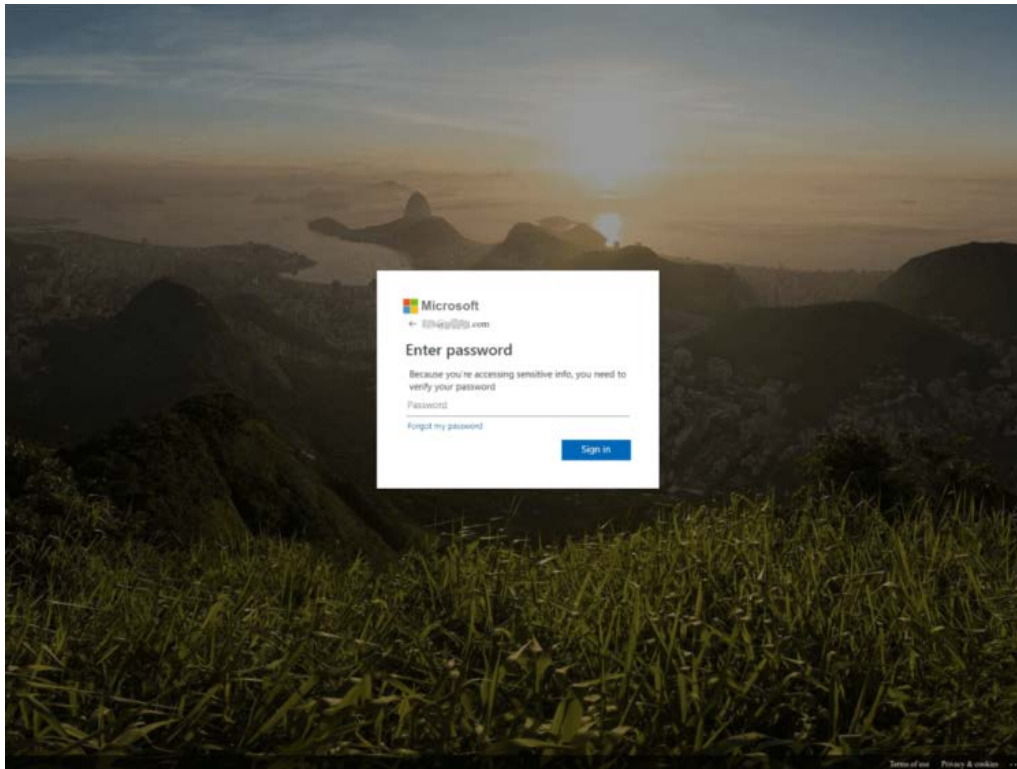 Microsoft
← .com
Enter password
Because you're accessing sensitive info, you need to
verify your password
Password
Forgot my password
Sign in
Terms of use Privacy & cookies